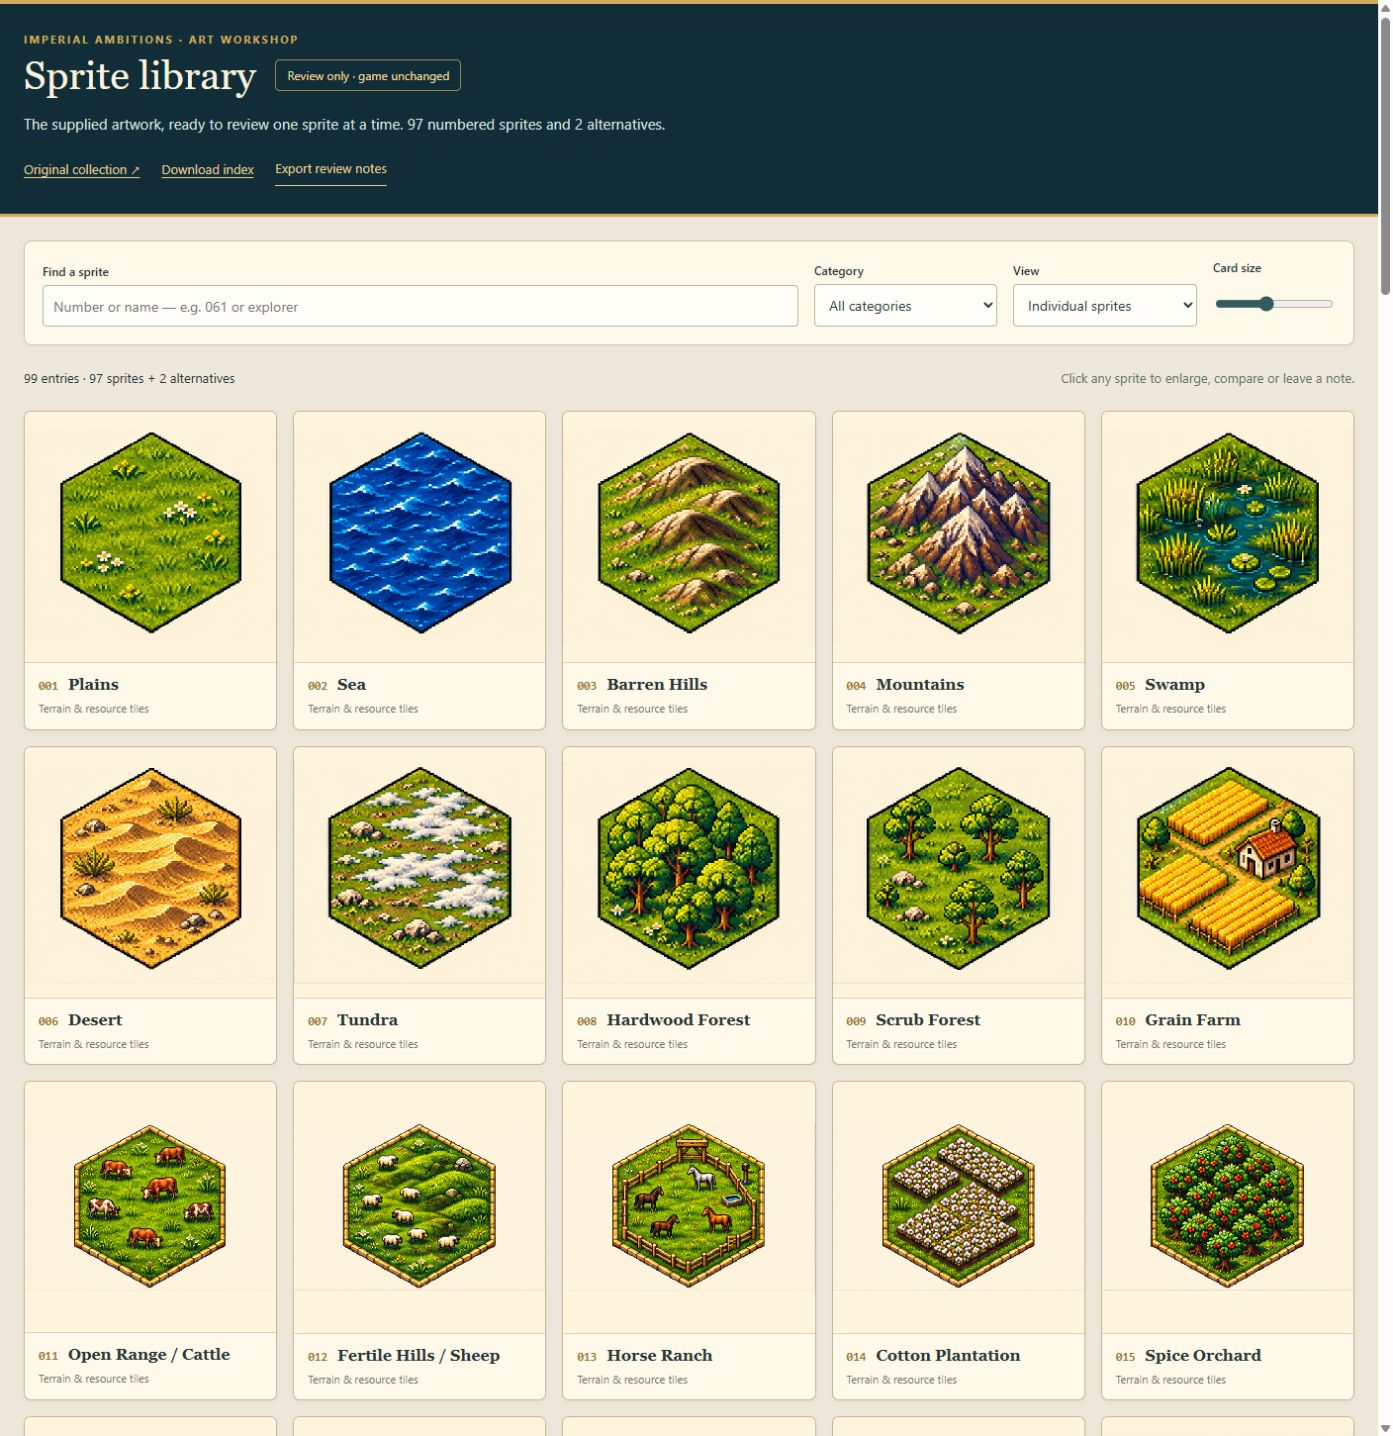 IMPERIAL AMBITIONS · ART WORKSHOP
Sprite library
Review only · game unchanged
The supplied artwork, ready to review one sprite at a time. 97 numbered sprites and 2 alternatives.
Original collection ↗ Download index Export review notes
Find a sprite Category View Card size
Number or name — e.g. 061 or explorer All categories Individual sprites
99 entries · 97 sprites + 2 alternatives Click any sprite to enlarge, compare or leave a note.
001 Plains 002 Sea 003 Barren Hills 004 Mountains 005 Swamp
Terrain & resource tiles Terrain & resource tiles Terrain & resource tiles Terrain & resource tiles Terrain & resource tiles
006 Desert 007 Tundra 008 Hardwood Forest 009 Scrub Forest 010 Grain Farm
Terrain & resource tiles Terrain & resource tiles Terrain & resource tiles Terrain & resource tiles Terrain & resource tiles
011 Open Range / Cattle 012 Fertile Hills / Sheep 013 Horse Ranch 014 Cotton Plantation 015 Spice Orchard
Terrain & resource tiles Terrain & resource tiles Terrain & resource tiles Terrain & resource tiles Terrain & resource tiles